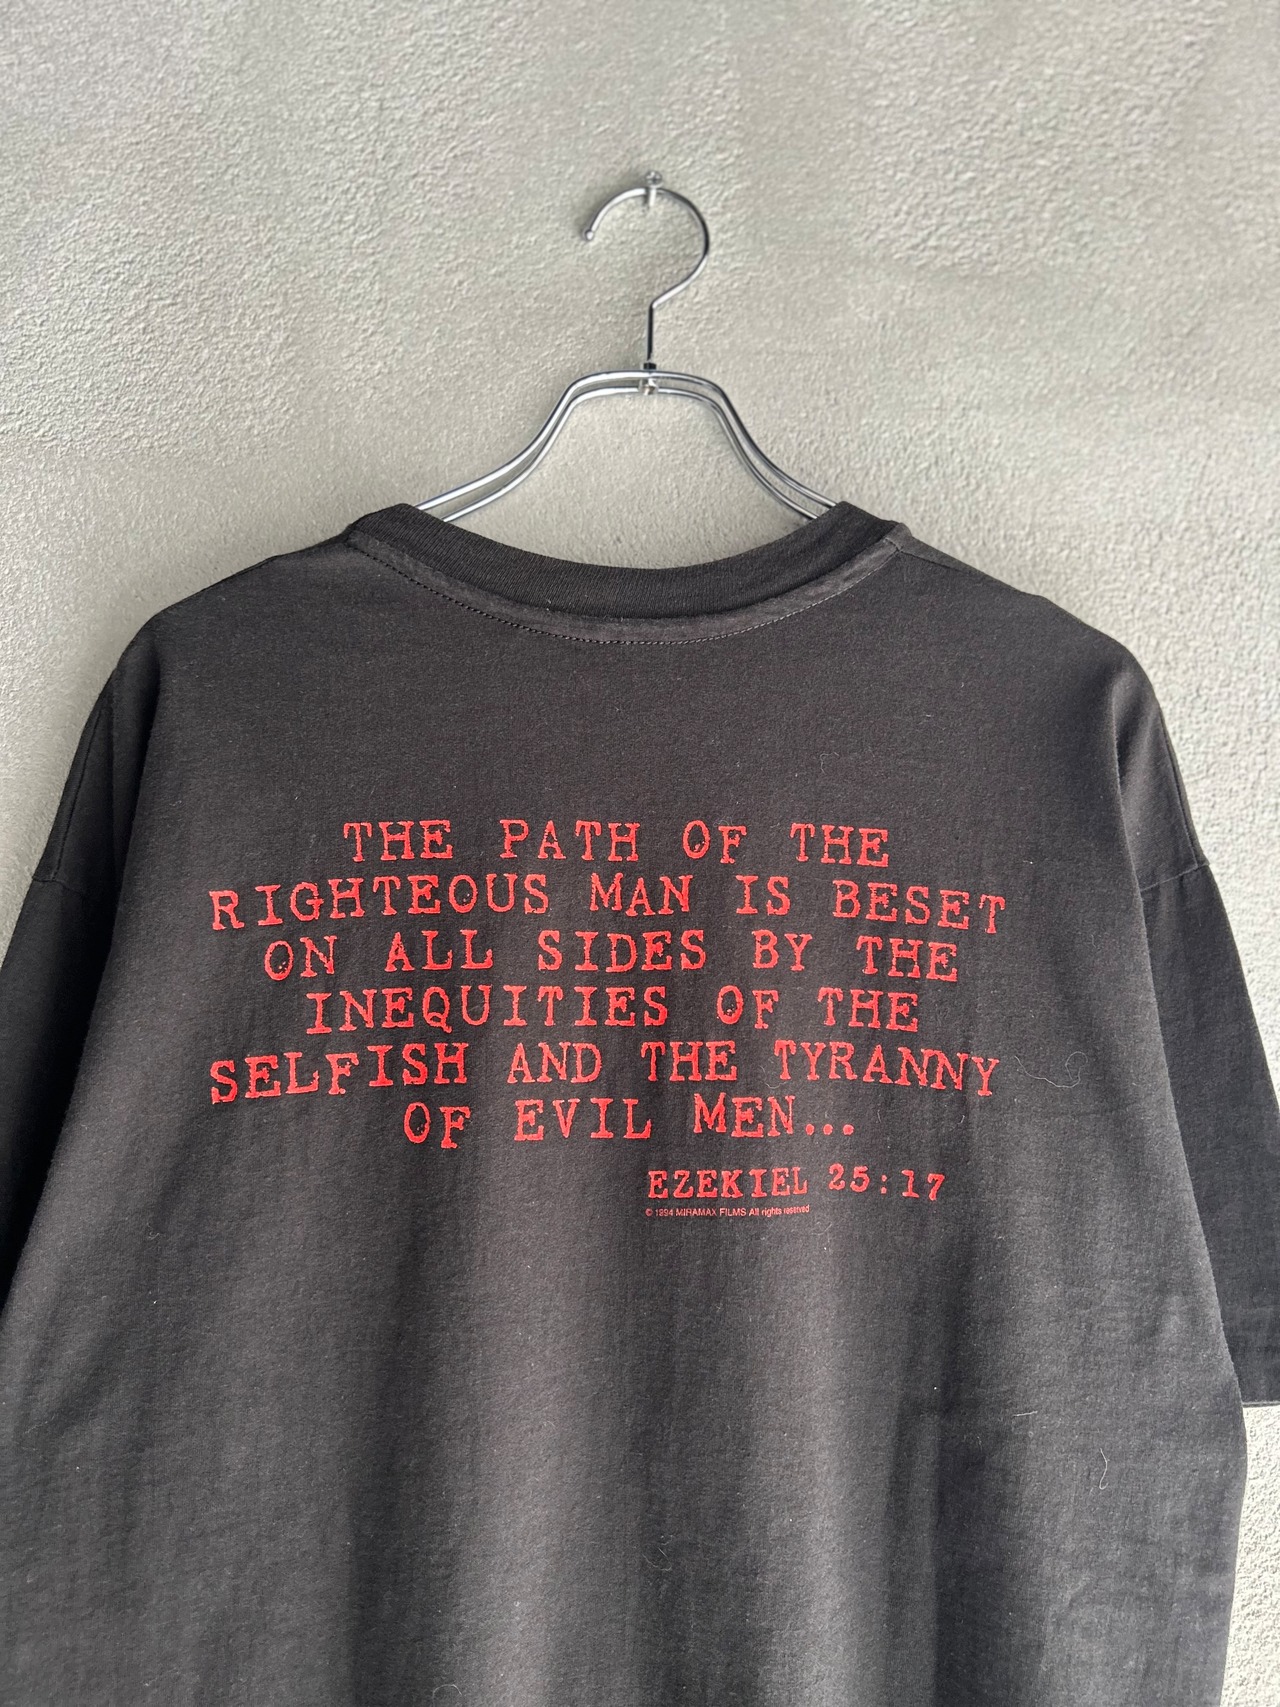 THE PATH OF THE
RIGHTEOUS MAN IS BESET
ON ALL SIDES BY THE
INEQUITIES OF THE
SELFISH AND THE TYRANNY
OF EVIL MEN...
EZEKIEL 25:17
© 1994 MIRAMAX FILMS All rights reserved